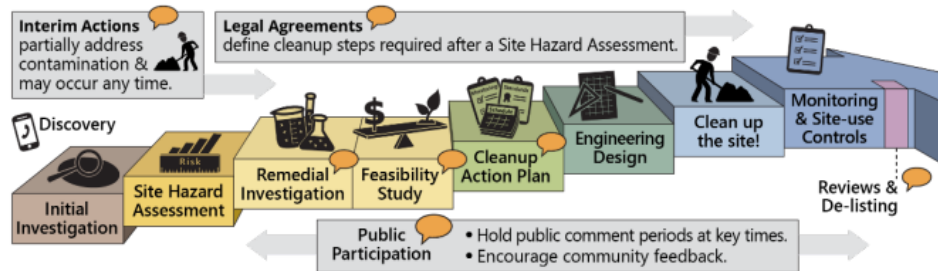 Interim Actions
partially address
contamination &
may occur any time.
Legal Agreements
define cleanup steps required after a Site Hazard Assessment.
Discovery
Initial
Investigation
Risk
Site Hazard
Assessment
Remedial
Investigation
$
Feasibility
Study
Monitoring
Standards
Schedule
Cleanup
Action Plan
Engineering
Design
Clean up
the site!
Monitoring
& Site-use
Controls
Reviews &
De-listing
Public
Participation
• Hold public comment periods at key times.
• Encourage community feedback.